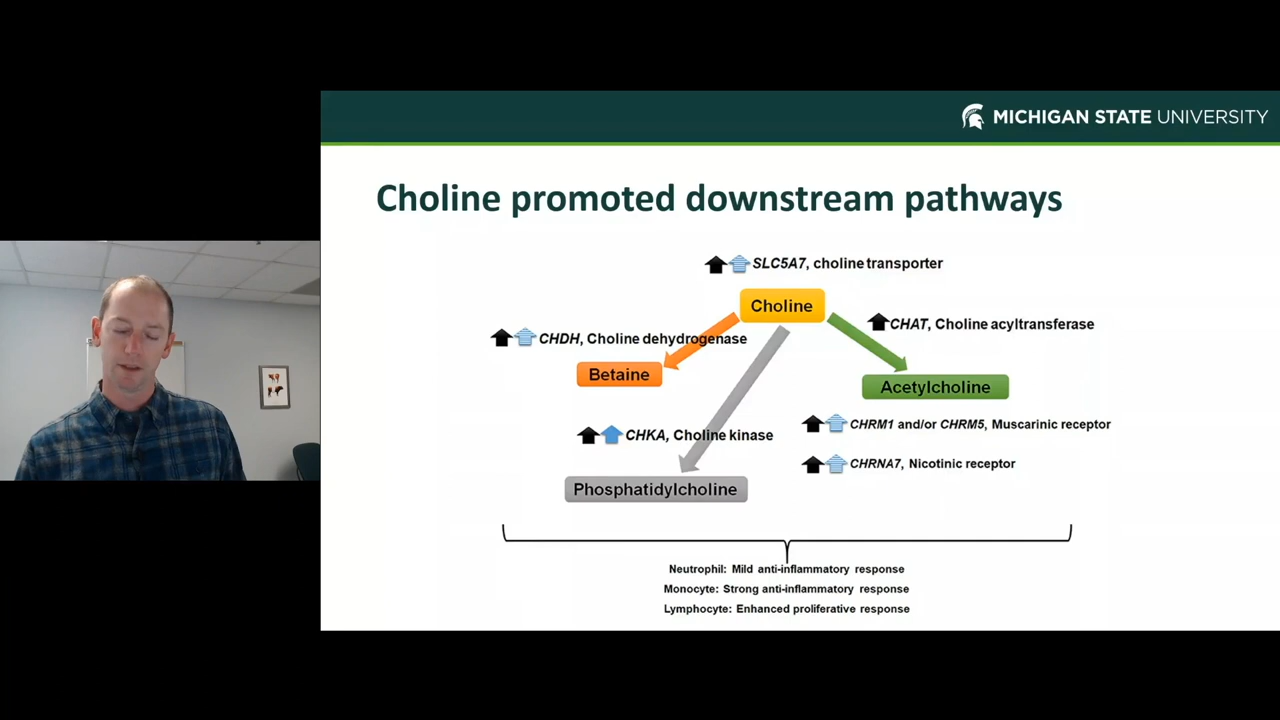 MICHIGAN STATE UNIVERSITY
Choline promoted downstream pathways
SLC5A7, choline transporter
Choline
CHAT, Choline acyltransferase
CHDH, Choline dehydrogenase
Betaine
Acetylcholine
CHRM1 and/or CHRM5, Muscarinic receptor
CHKA, Choline kinase
CHRNA7, Nicotinic receptor
Phosphatidylcholine
Neutrophil: Mild anti-inflammatory response
Monocyte: Strong anti-inflammatory response
Lymphocyte: Enhanced proliferative response